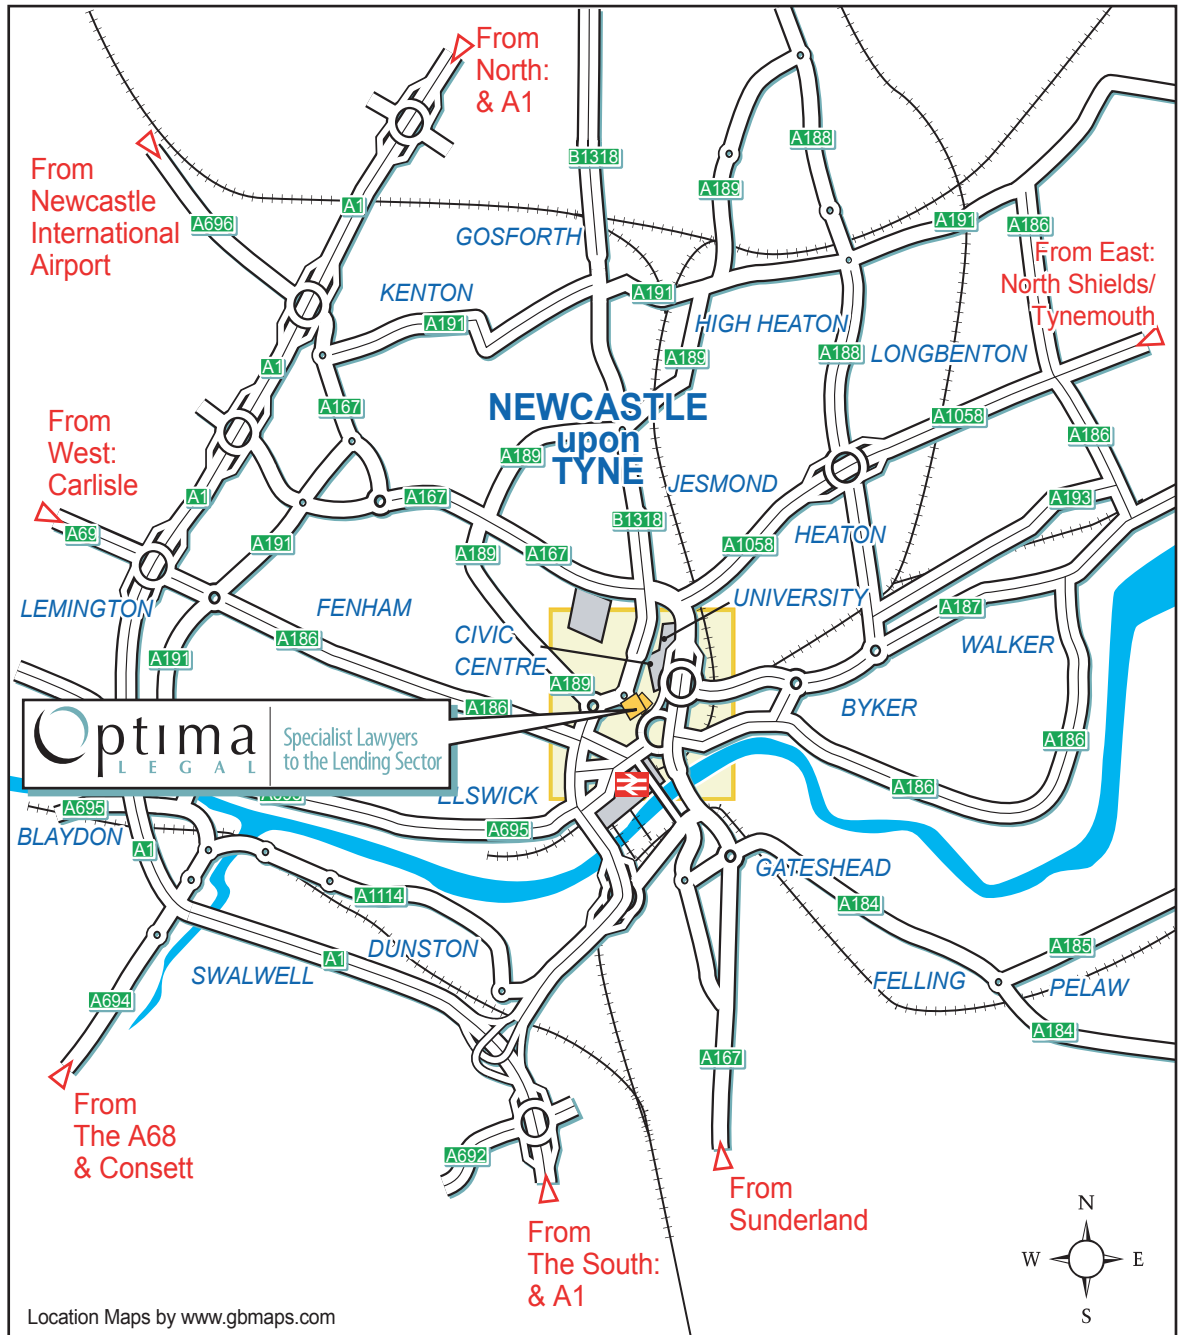 From
North:
& A1
From
Newcastle
International
Airport
A696
A1
B1318
A188
A189
A191
A186
GOSFORTH
From East:
North Shields/
Tynemouth
KENTON
A191
A191
HIGH HEATON
A189
A188
LONGBENTON
A1
A167
NEWCASTLE
upon
TYNE
A1058
A186
From
West:
Carlisle
A189
JESMOND
A1
A167
A193
A69
B1318
A191
A189
A167
A1058
HEATON
LEMINGTON
FENHAM
UNIVERSITY
A187
CIVIC
CENTRE
A186
WALKER
A191
A189
A186
BYKER
Optima
LEGAL
Specialist Lawyers
to the Lending Sector
A186
A186
ELSWICK
A695
A695
BLAYDON
A1
GATESHEAD
A1114
A184
DUNSTON
A1
SWALWELL
A185
FELLING
PELAW
A694
A184
A167
From
The A68
& Consett
A692
From
Sunderland
From
The South:
& A1
N
W
E
S
Location Maps by www.gbmaps.com